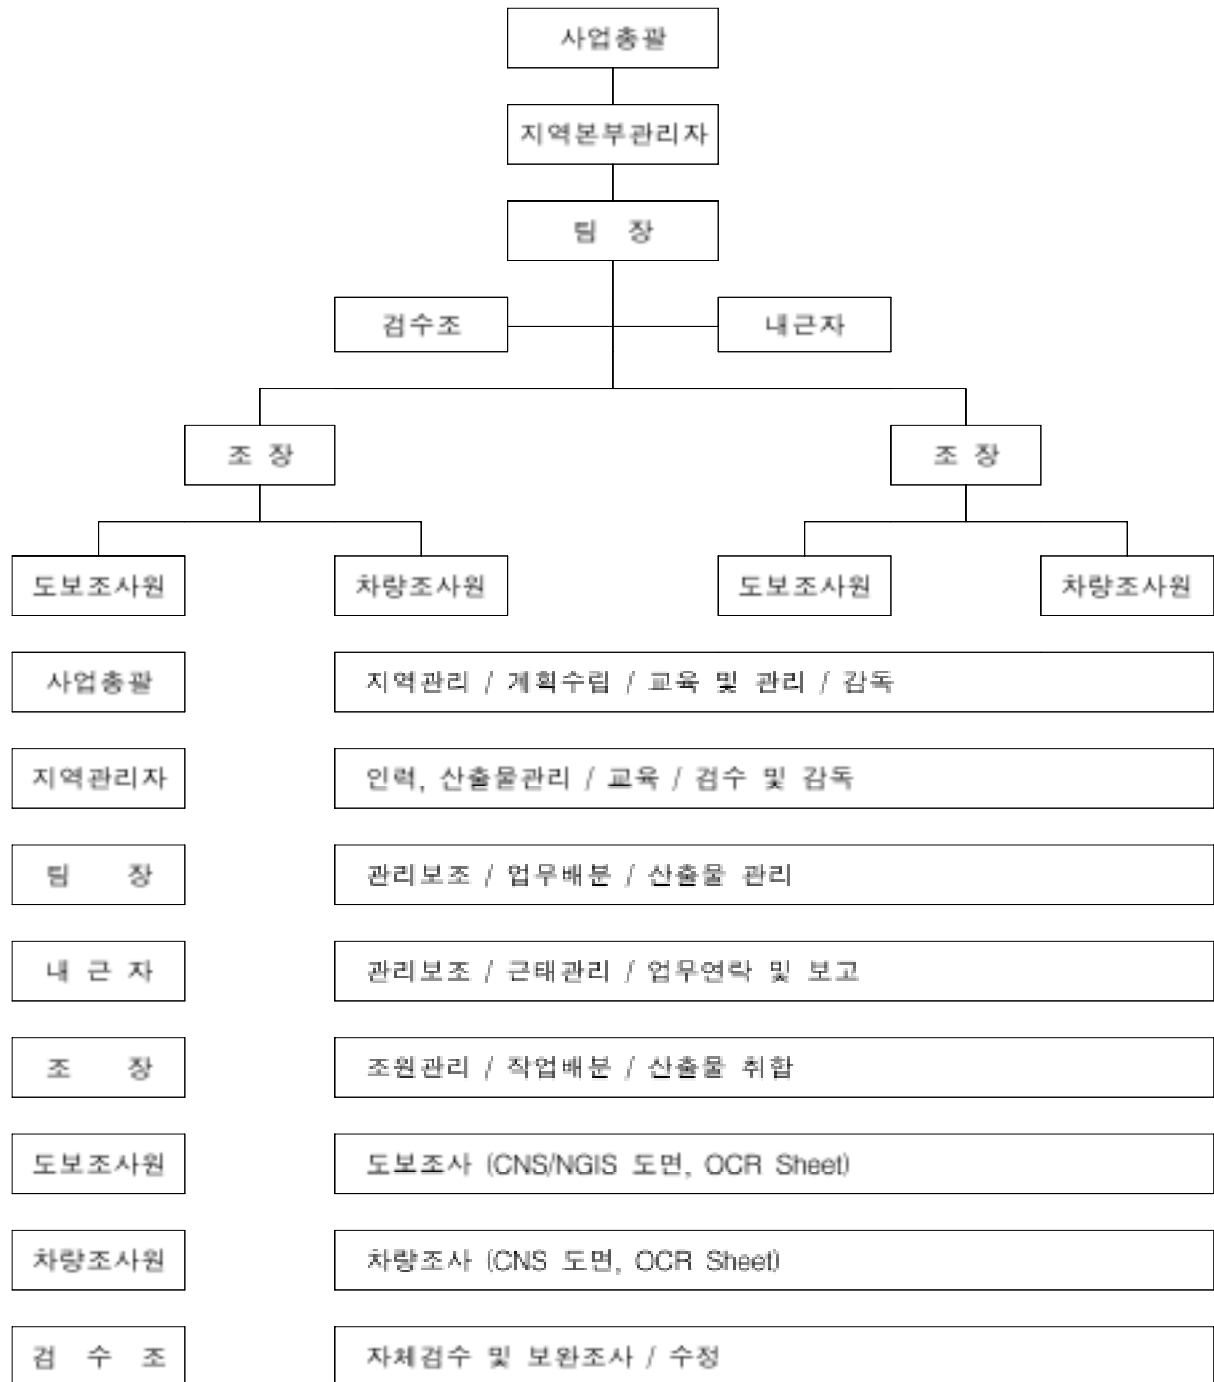 사업총괄
지역본부관리자
팀 장
검수조 내근자
조 장 조 장
도보조사원 차량조사원 도보조사원 차량조사원
사업총괄 지역관리 / 계획수립 / 교육 및 관리 / 감독
지역관리자 인력, 산출물관리 / 교육 / 검수 및 감독
팀 장 관리보조 / 업무배분 / 산출물 관리
내 근 자 관리보조 / 근태관리 / 업무연락 및 보고
조 장 조원관리 / 작업배분 / 산출물 취합
도보조사원 도보조사 (CNS/NGIS 도면, OCR Sheet)
차량조사원 차량조사 (CNS 도면, OCR Sheet)
검 수 조 자체검수 및 보완조사 / 수정